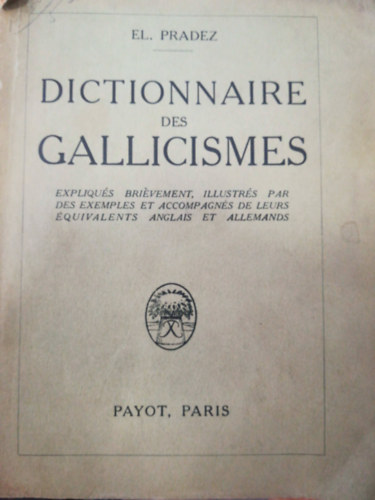 EL. PRADEZ
DICTIONNAIRE
DES
GALLICISMES
EXPLIQUÉS BRIÈVEMENT, ILLUSTRÉS PAR
DES EXEMPLES ET ACCOMPAGNÉS DE LEURS
ÉQUIVALENTS ANGLAIS ET ALLEMANDS
PAYOT, PARIS